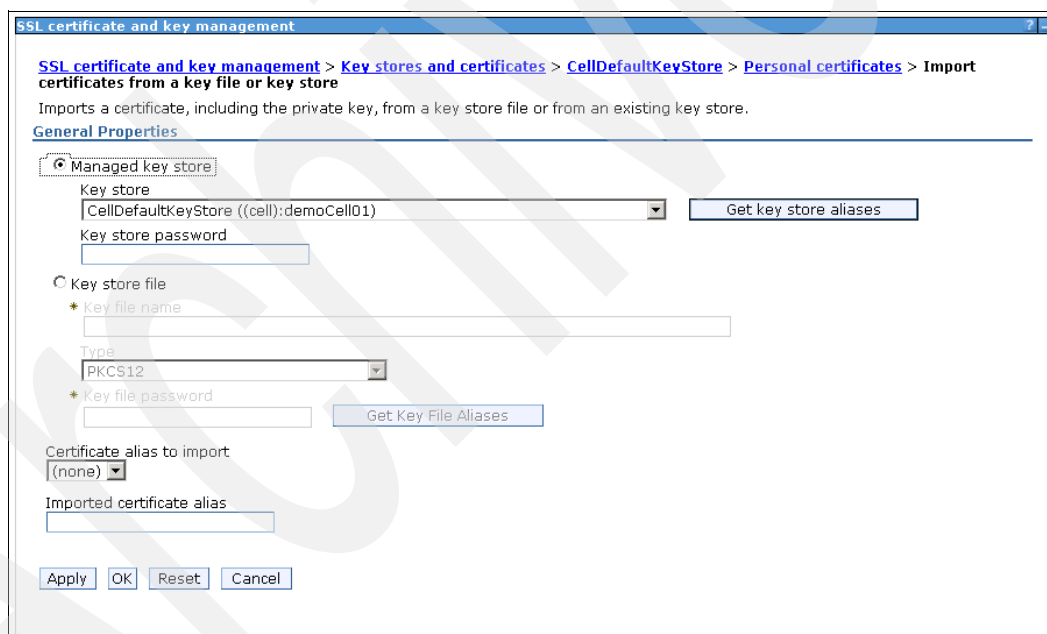 SSL certificate and key management ? -
SSL certificate and key management > Key stores and certificates > CellDefaultKeyStore > Personal certificates > Import
certificates from a key file or key store
Imports a certificate, including the private key, from a key store file or from an existing key store.
General Properties
Managed key store
Key store
CellDefaultKeyStore ((cell):demoCell01) Get key store aliases
Key store password
Key store file
* Key file name
Type
PKCS12
* Key file password
Get Key File Aliases
Certificate alias to import
(none)
Imported certificate alias
Apply OK Reset Cancel